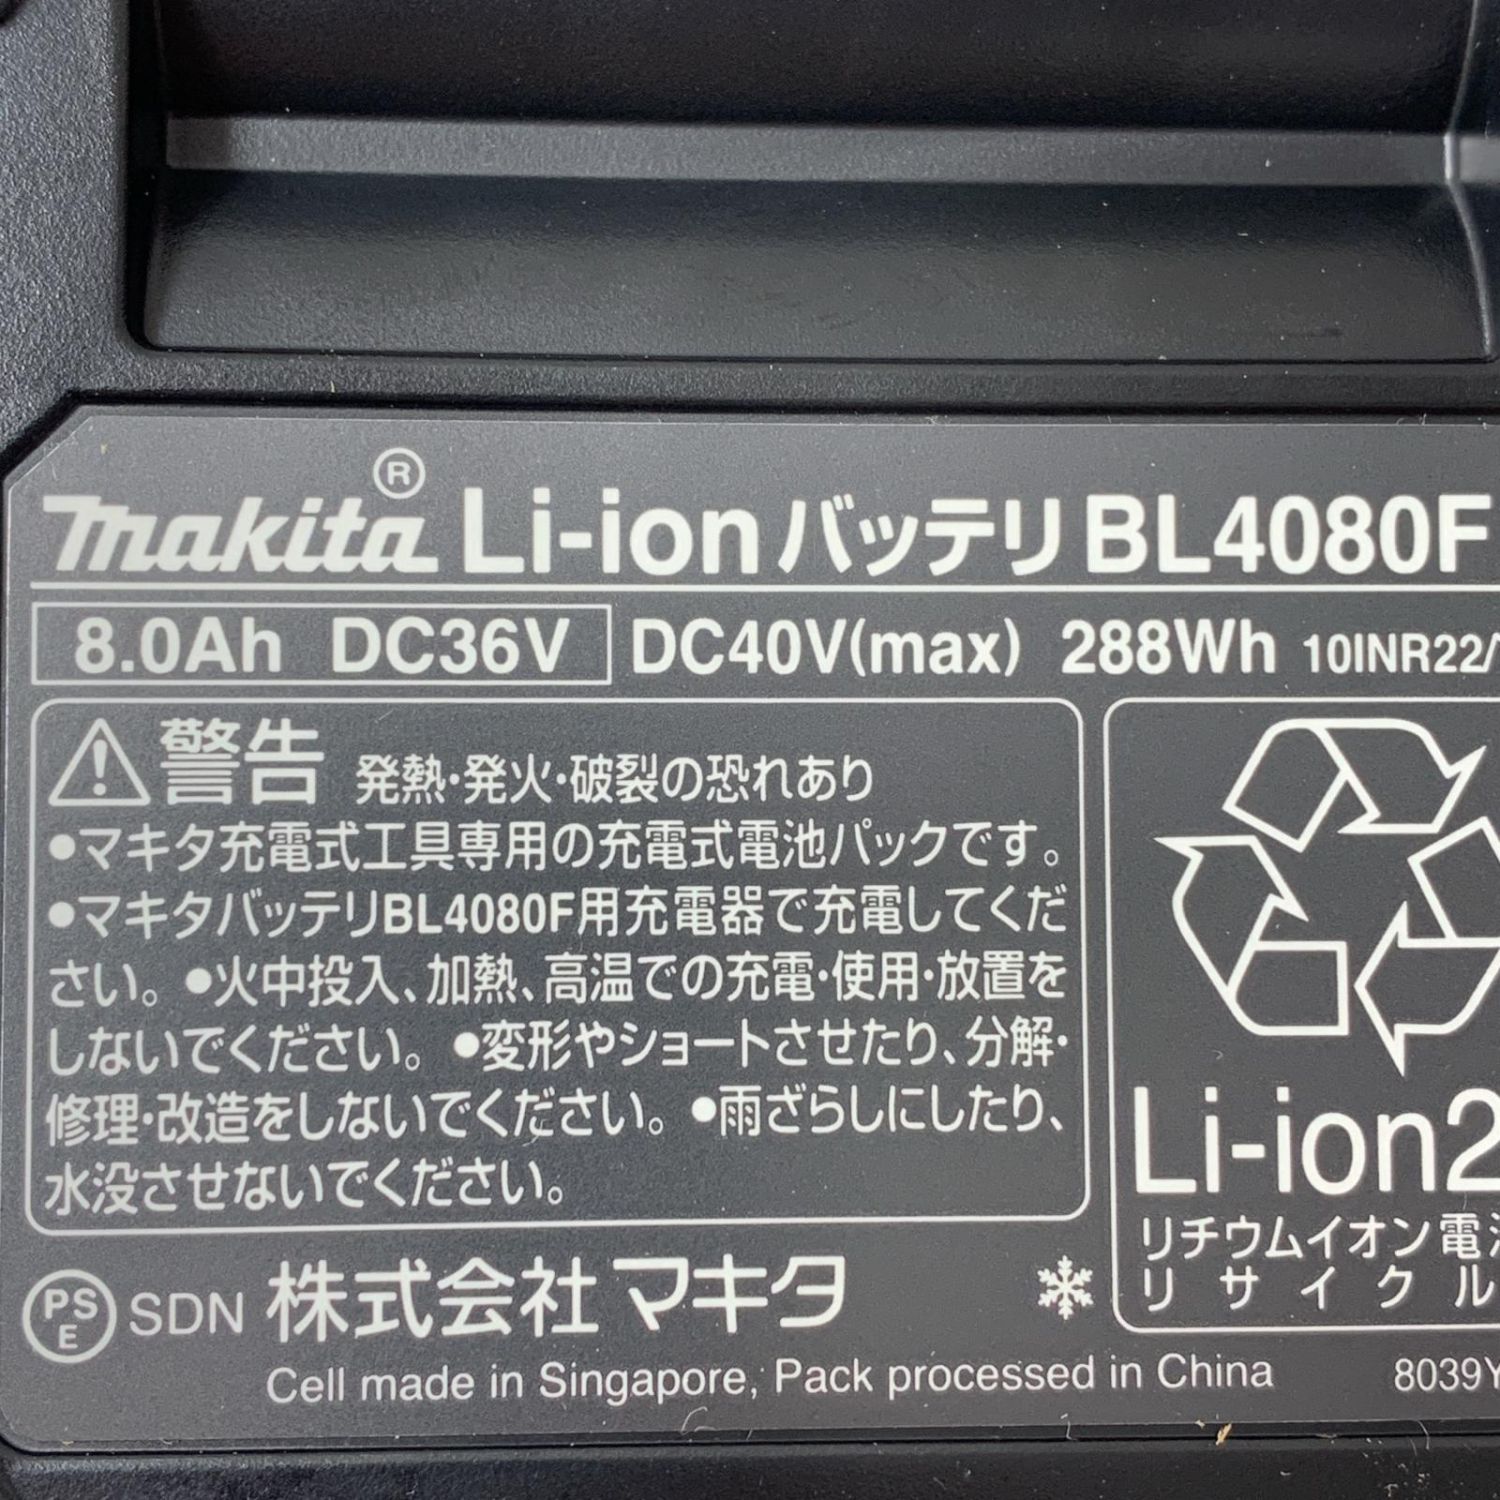 makita® Li-ion バッテリ BL4080F
8.0Ah DC36V DC40V(max) 288Wh 10INR22/
警告 発熱・発火・破裂の恐れあり
●マキタ充電式工具専用の充電式電池パックです。
●マキタバッテリBL4080F用充電器で充電してくだ
さい。●火中投入、加熱、高温での充電・使用・放置を
しないでください。●変形やショートさせたり、分解・
修理・改造をしないでください。●雨ざらしにしたり、
水没させないでください。
Li-ion2
リチウムイオン電
リサイクル
PS
E
SDN 株式会社マキタ
Cell made in Singapore, Pack processed in China
8039Y